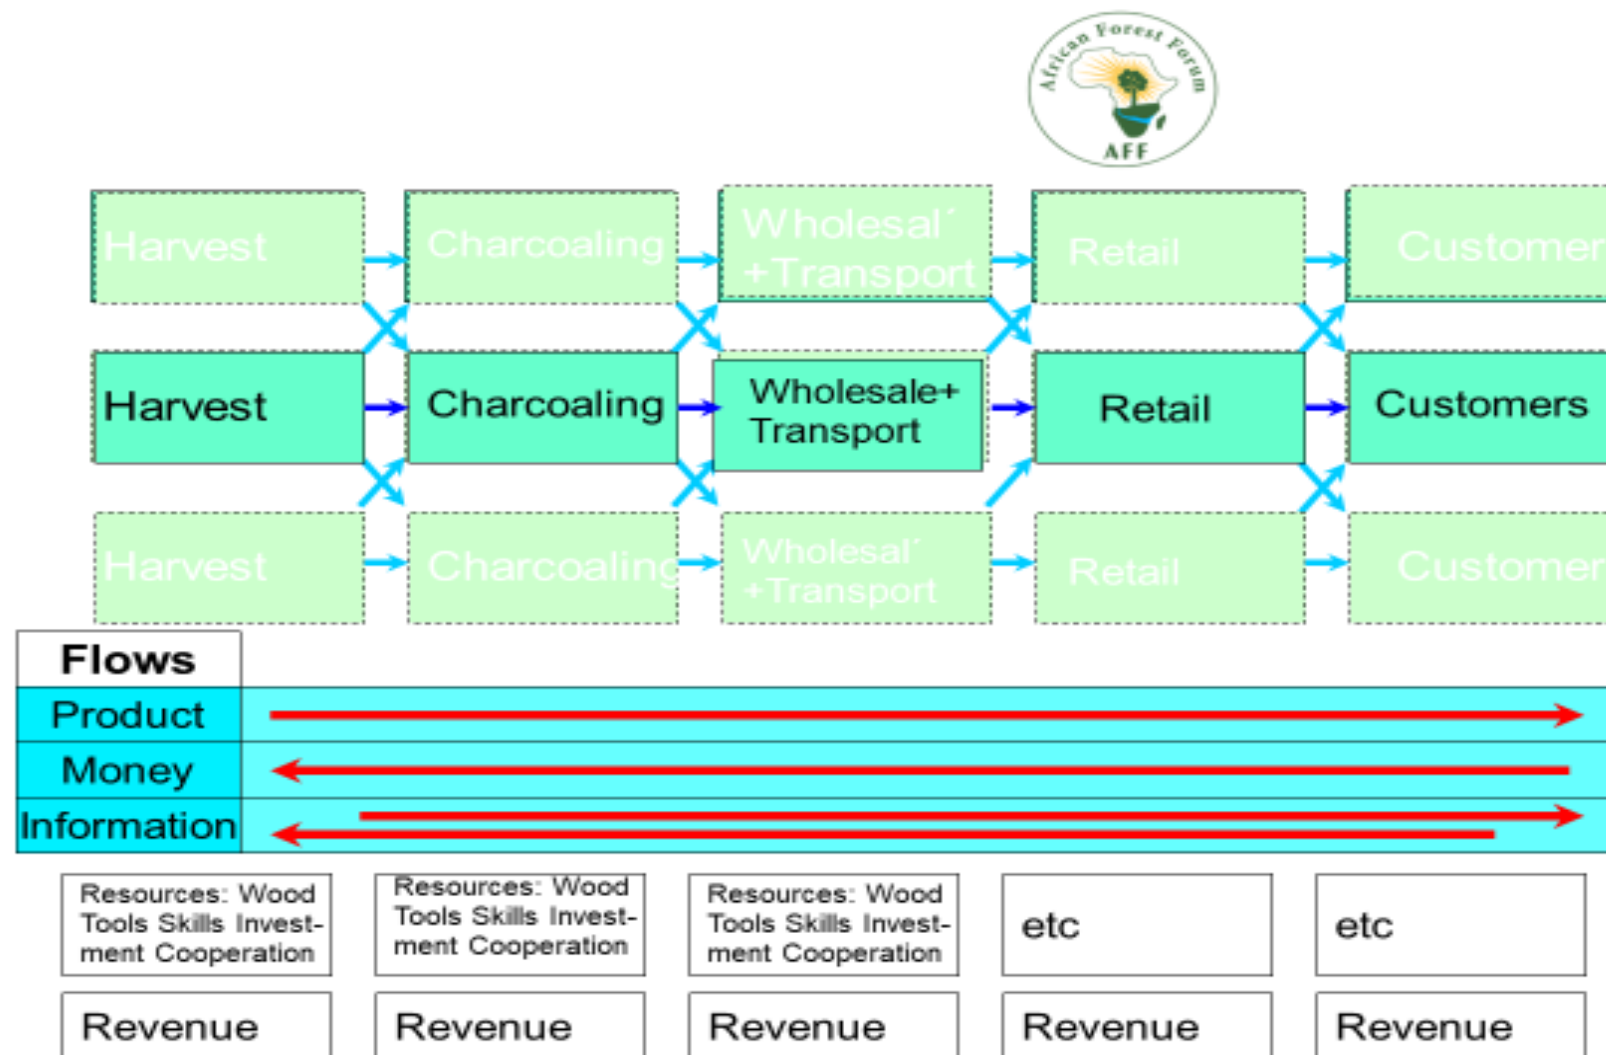 African Forest Forum
AFF
Harvest
Charcoaling
Wholesal´
+Transport
Retail
Customer
Harvest
Charcoaling
Wholesale+
Transport
Retail
Customers
Harvest
Charcoaling
Wholesal´
+Transport
Retail
Customer
Flows
Product
Money
Information
Resources: Wood
Tools Skills Invest-
ment Cooperation
Resources: Wood
Tools Skills Invest-
ment Cooperation
Resources: Wood
Tools Skills Invest-
ment Cooperation
etc
etc
Revenue
Revenue
Revenue
Revenue
Revenue